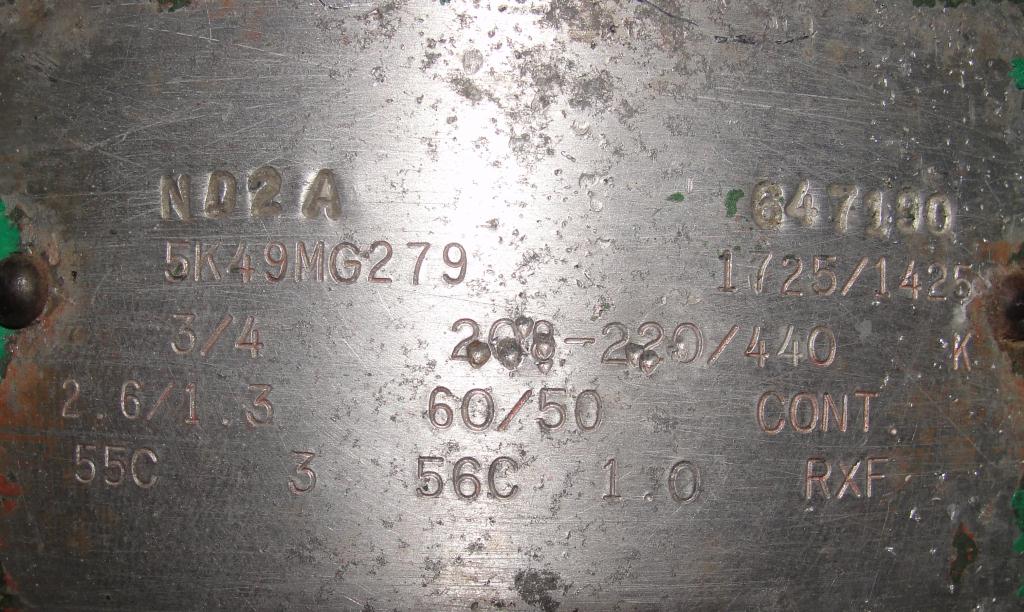 ND2A 647190
5K49MG279 1725/1425
3/4 208-220/440 K
2.6/1.3 60/50 CONT.
55C 3 56C 1.0 RXF